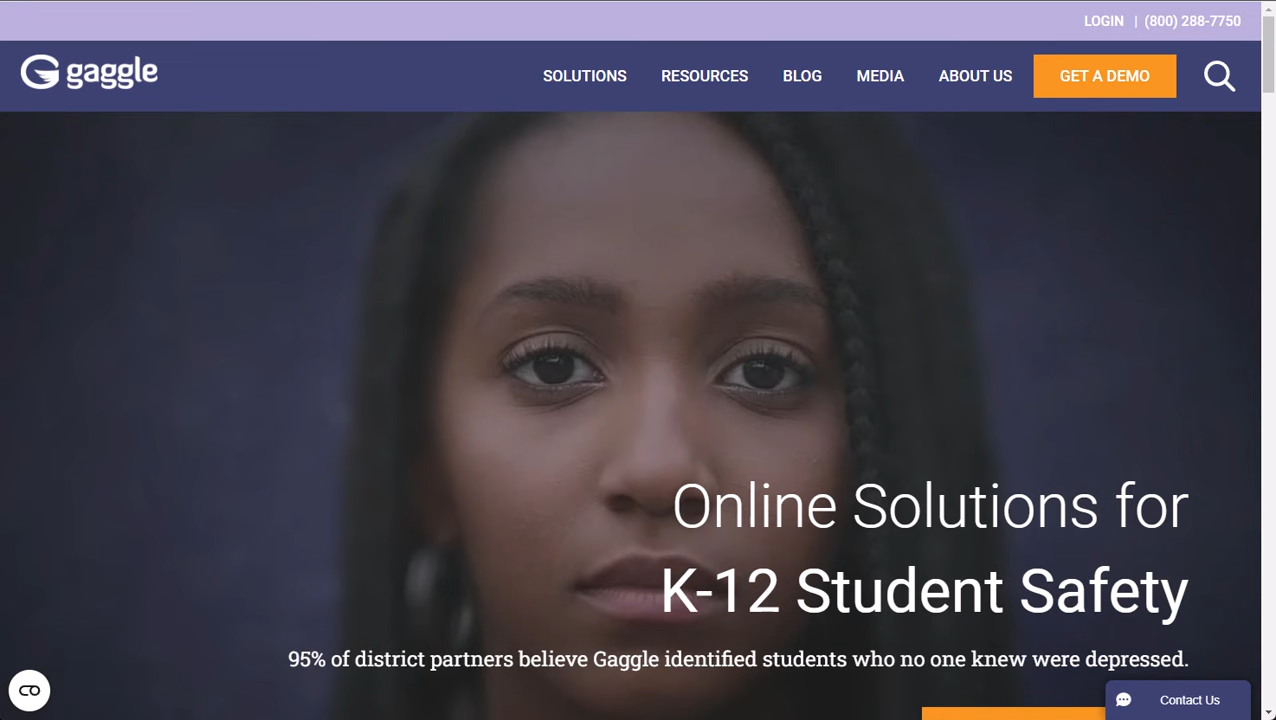 LOGIN | (800) 288-7750
gaggle
SOLUTIONS RESOURCES BLOG MEDIA ABOUT US GET A DEMO
Online Solutions for
K-12 Student Safety
95% of district partners believe Gaggle identified students who no one knew were depressed.
Contact Us